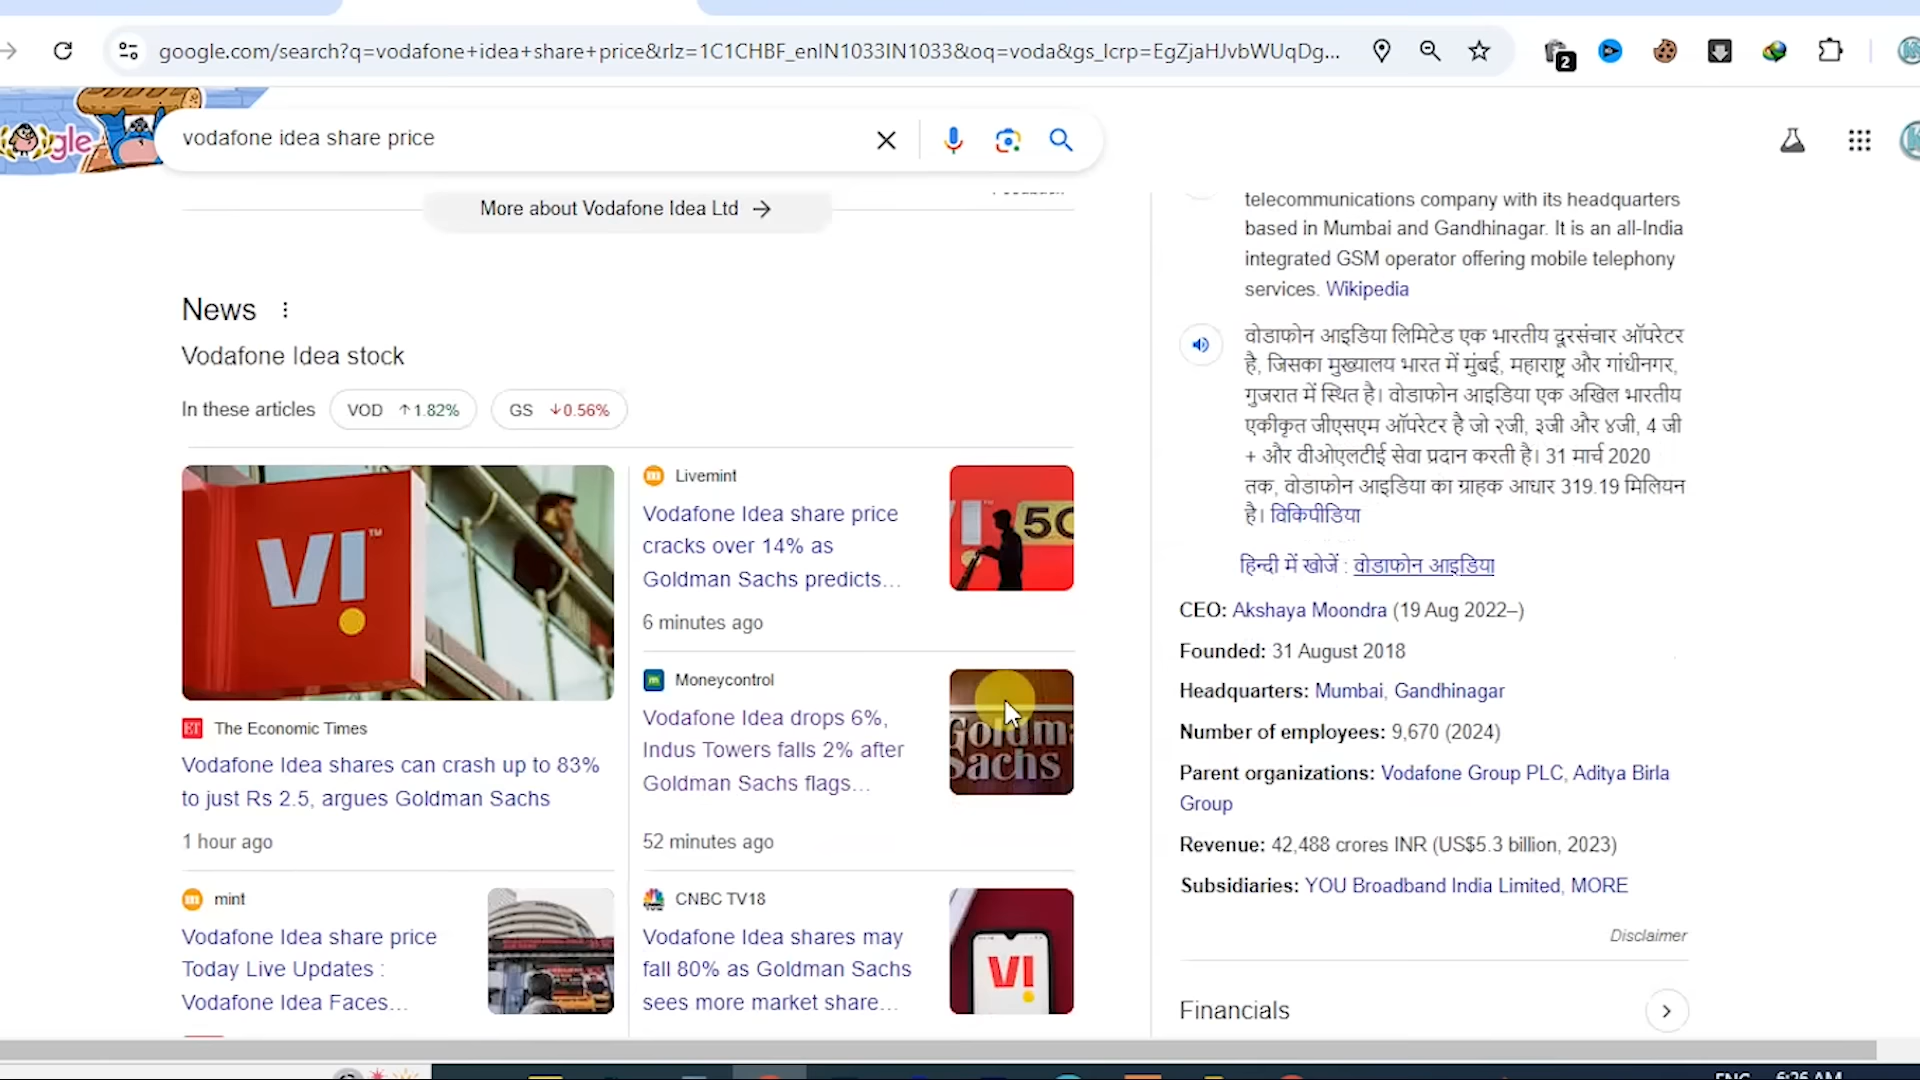 google.com/search?q=vodafone+idea+share+price&rlz=1C1CHBF_enIN1033IN1033&oq=voda&gs_lcrp=EgZjaHJvbWUqDg...
2
gle
vodafone idea share price
More about Vodafone Idea Ltd →
News
Vodafone Idea stock
In these articles VOD ↑1.82% GS ↓0.56%
VI TM
The Economic Times
Vodafone Idea shares can crash up to 83%
to just Rs 2.5, argues Goldman Sachs
1 hour ago
mint
Vodafone Idea share price
Today Live Updates :
Vodafone Idea Faces...
Livemint
Vodafone Idea share price
cracks over 14% as
Goldman Sachs predicts...
6 minutes ago
Moneycontrol
Vodafone Idea drops 6%,
Indus Towers falls 2% after
Goldman Sachs flags...
52 minutes ago
Goldm
Sachs
CNBC TV18
Vodafone Idea shares may
fall 80% as Goldman Sachs
sees more market share...
VI
telecommunications company with its headquarters
based in Mumbai and Gandhinagar. It is an all-India
integrated GSM operator offering mobile telephony
services. Wikipedia
वोडाफोन आइडिया लिमिटेड एक भारतीय दूरसंचार ऑपरेटर
है, जिसका मुख्यालय भारत में मुंबई, महाराष्ट्र और गांधीनगर,
गुजरात में स्थित है। वोडाफोन आइडिया एक अखिल भारतीय
एकीकृत जीएसएम ऑपरेटर है जो २जी, ३जी और ४जी, 4 जी
+ और वीओएलटीई सेवा प्रदान करती है। 31 मार्च 2020
तक, वोडाफोन आइडिया का ग्राहक आधार 319.19 मिलियन
है। विकिपीडिया
हिन्दी में खोजें : वोडाफोन आइडिया
CEO: Akshaya Moondra (19 Aug 2022–)
Founded: 31 August 2018
Headquarters: Mumbai, Gandhinagar
Number of employees: 9,670 (2024)
Parent organizations: Vodafone Group PLC, Aditya Birla
Group
Revenue: 42,488 crores INR (US$5.3 billion, 2023)
Subsidiaries: YOU Broadband India Limited, MORE
Disclaimer
Financials
ENG 6:26 AM